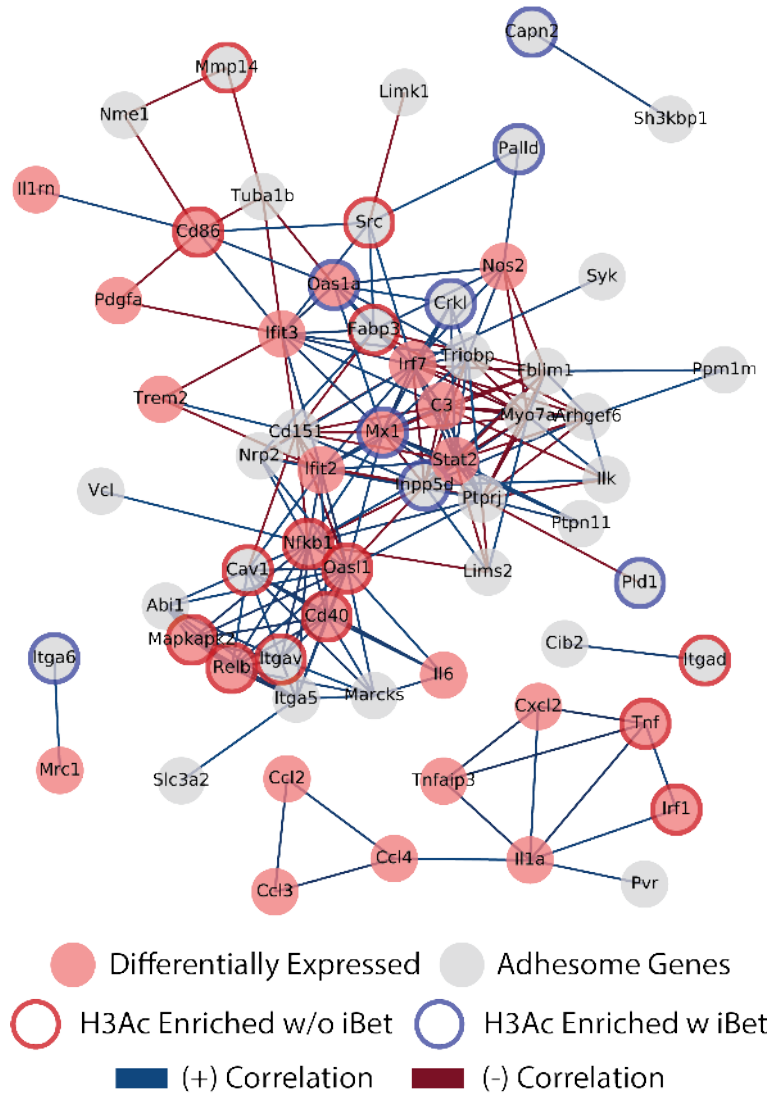 Capn2
Mmp14
Limk1
Nme1
Sh3kbp1
Palld
Il1rn
Tuba1b
Src
Cd86
Nos2
Syk
Oas1a
Pdgfa
Crkl
Fabp3
Ifit3
Triobp
Irf7
Fblim1
Ppm1m
Trem2
C3
Myo7a
Arhgef6
Cd151
Mx1
Nrp2
Stat2
Ifit2
Inpp5d
Ilk
Vcl
Ptprj
Ptpn11
Nfkb1
Cav1
Oasl1
Lims2
Pld1
Abi1
Cd40
Mapkapk2
Cib2
Itga6
Relb
Itgav
Itgad
Il6
Itga5
Marcks
Cxcl2
Tnf
Mrc1
Slc3a2
Ccl2
Tnfaip3
Irf1
Ccl4
Il1a
Ccl3
Pvr
Differentially Expressed
Adhesome Genes
H3Ac Enriched w/o iBet
H3Ac Enriched w iBet
(+) Correlation
(-) Correlation